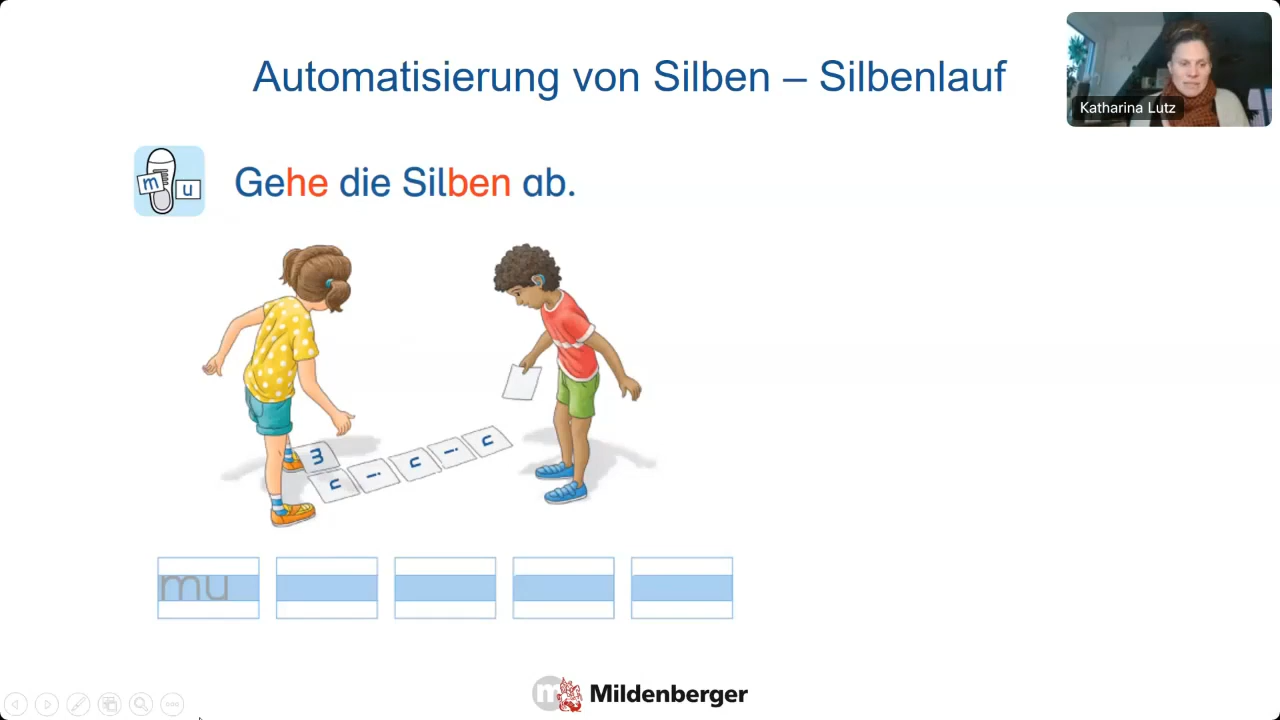 Automatisierung von Silben – Silbenlauf
Katharina Lutz
m u
Gehe die Silben ab.
m
u i u i u
mu
m Mildenberger